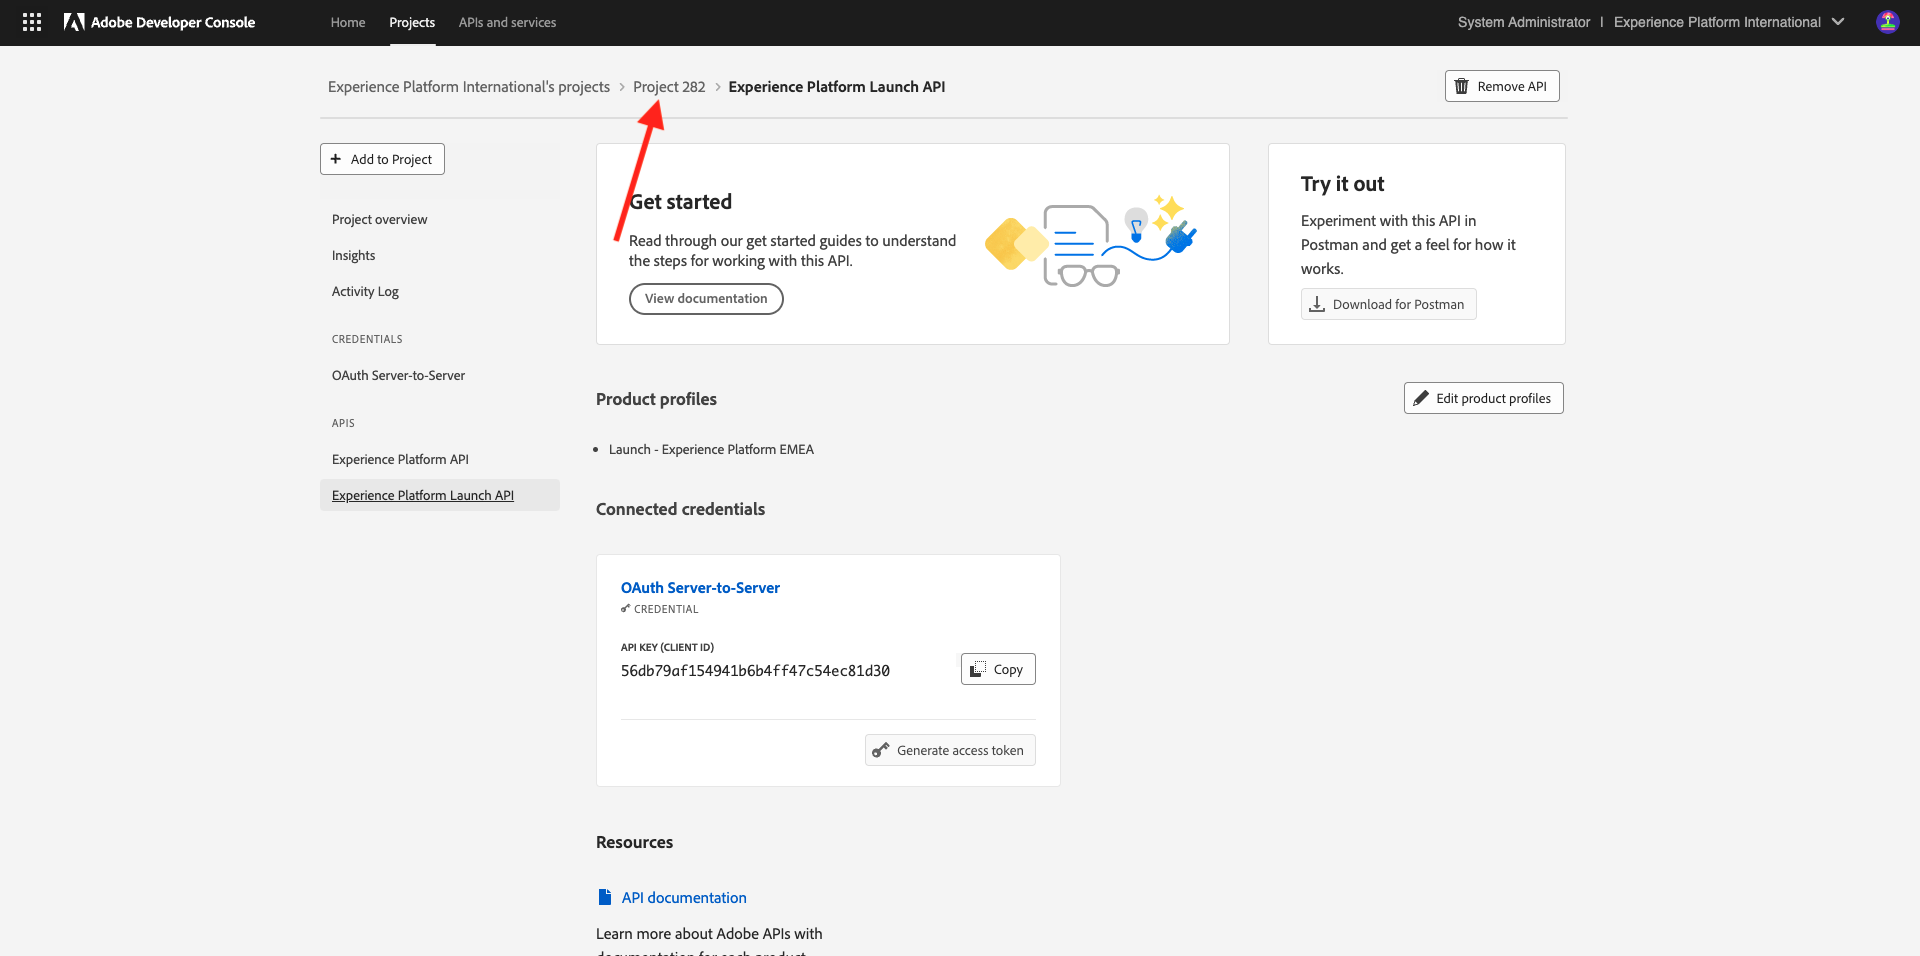 Adobe Developer Console
Home
Projects
APIs and services
System Administrator | Experience Platform International
Experience Platform International's projects > Project 282 > Experience Platform Launch API
Remove API
+ Add to Project
Project overview
Insights
Activity Log
CREDENTIALS
OAuth Server-to-Server
APIS
Experience Platform API
Experience Platform Launch API
Get started
Read through our get started guides to understand
the steps for working with this API.
View documentation
Try it out
Experiment with this API in
Postman and get a feel for how it
works.
Download for Postman
Product profiles
Edit product profiles
• Launch - Experience Platform EMEA
Connected credentials
OAuth Server-to-Server
CREDENTIAL
API KEY (CLIENT ID)
56db79af154941b6b4ff47c54ec81d30
Copy
Generate access token
Resources
API documentation
Learn more about Adobe APIs with